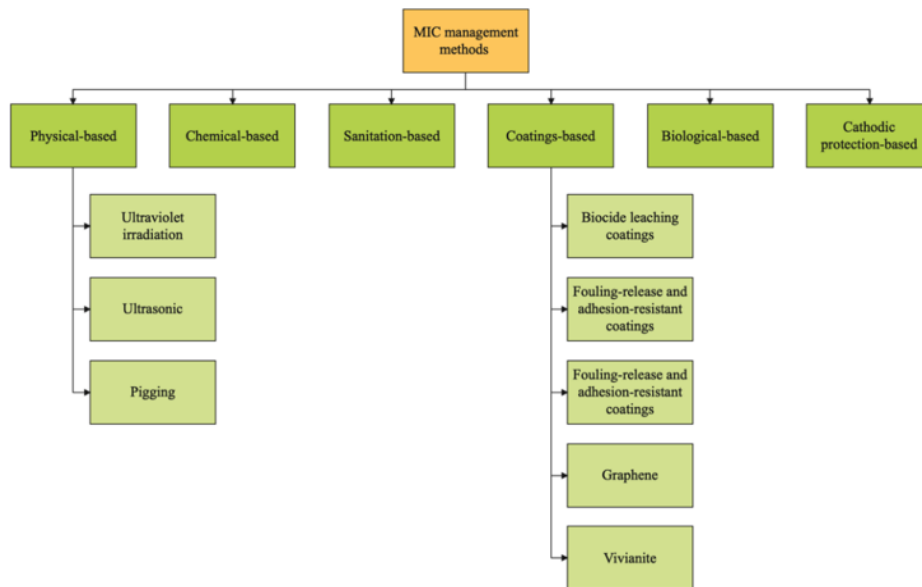 MIC management
methods
Physical-based
Chemical-based
Sanitation-based
Coatings-based
Biological-based
Cathodic
protection-based
Ultraviolet
irradiation
Ultrasonic
Pigging
Biocide leaching
coatings
Fouling-release and
adhesion-resistant
coatings
Fouling-release and
adhesion-resistant
coatings
Graphene
Vivianite